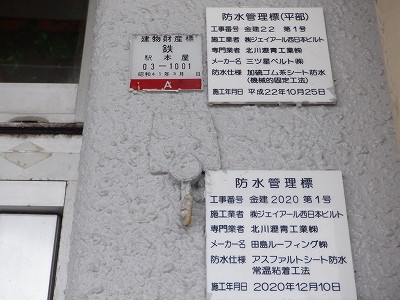 建物財産標
鉄
駅本屋
03-1001
A
防水管理標(平部)
工事番号 金建22 第1号
施工業者 ㈱ジェイアール西日本ビルト
専門業者 北川瀝青工業㈱
メーカー名 三ツ星ベルト㈱
防水仕様 加硫ゴム系シート防水
(機械的固定工法)
施工年月日 平成22年10月25日
防水管理標
工事番号 金建2020 第1号
施工業者 ㈱ジェイアール西日本ビルト
専門業者 北川瀝青工業㈱
メーカー名 田島ルーフィング㈱
防水仕様 アスファルトシート防水
常温粘着工法
施工年月日 2020年12月10日